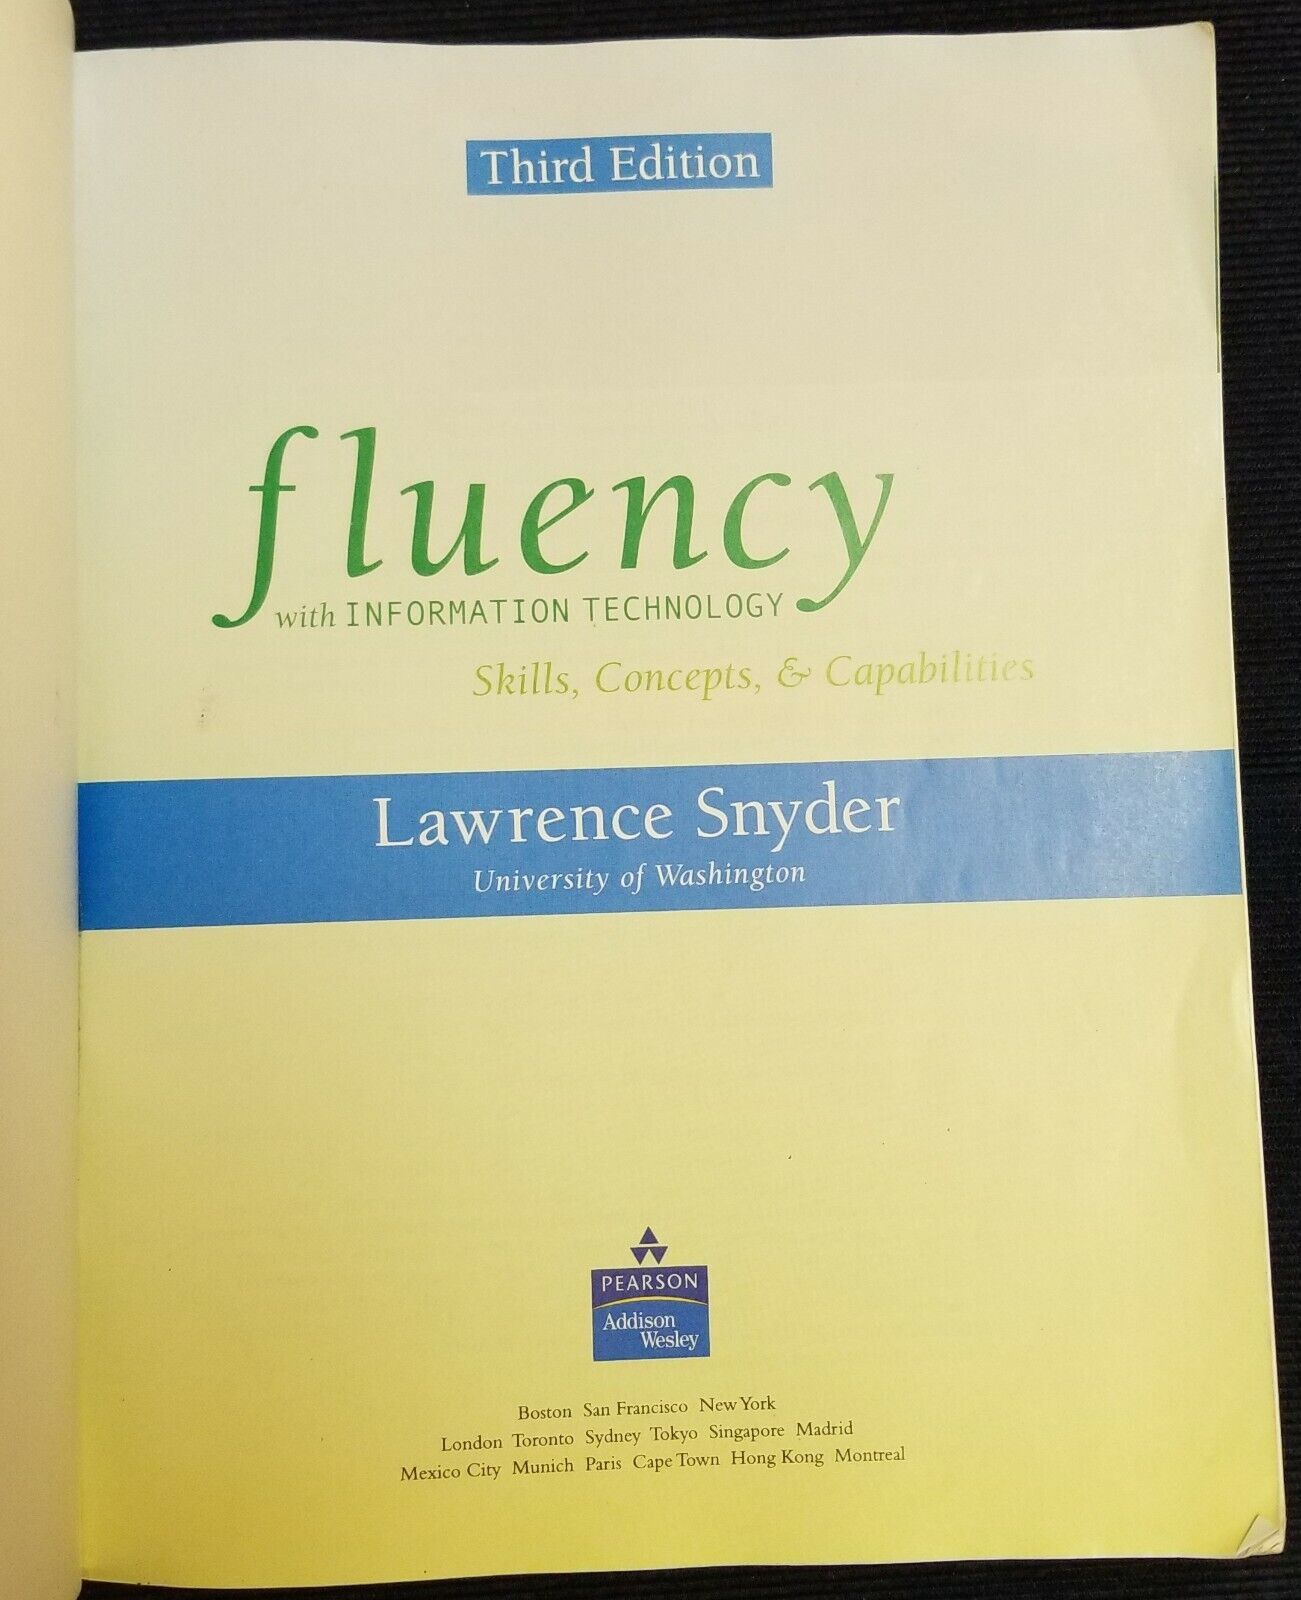 Third Edition
fluency
with INFORMATION TECHNOLOGY
Skills, Concepts, & Capabilities
Lawrence Snyder
University of Washington
PEARSON
Addison
Wesley
Boston San Francisco New York
London Toronto Sydney Tokyo Singapore Madrid
Mexico City Munich Paris Cape Town Hong Kong Montreal